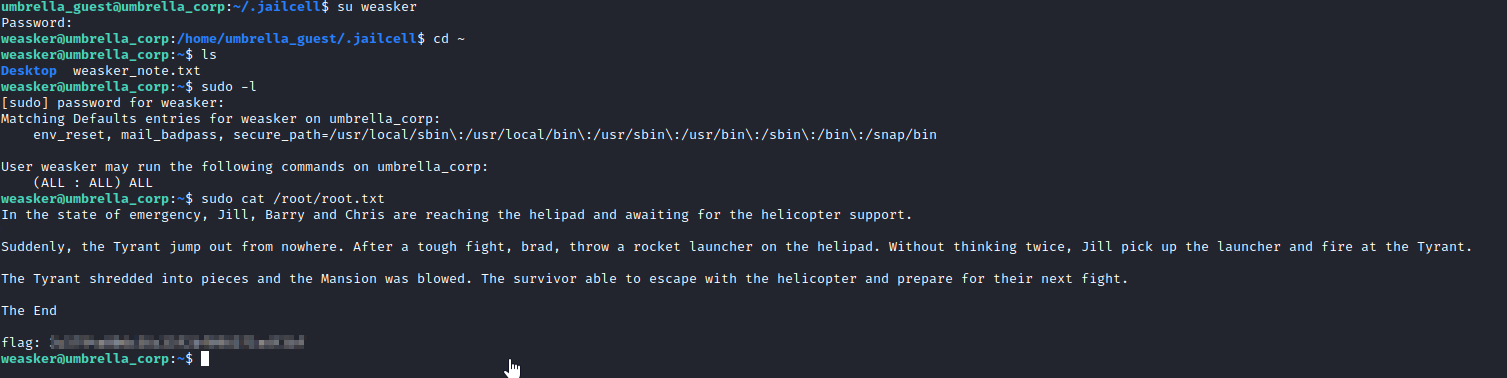 umbrella_guest@umbrella_corp:~/.jailcell$ su weasker
Password:
weasker@umbrella_corp:/home/umbrella_guest/.jailcell$ cd ~
weasker@umbrella_corp:~$ ls
Desktop  weasker_note.txt
weasker@umbrella_corp:~$ sudo -l
[sudo] password for weasker:
Matching Defaults entries for weasker on umbrella_corp:
    env_reset, mail_badpass, secure_path=/usr/local/sbin\:/usr/local/bin\:/usr/sbin\:/usr/bin\:/sbin\:/bin\:/snap/bin
User weasker may run the following commands on umbrella_corp:
    (ALL : ALL) ALL
weasker@umbrella_corp:~$ sudo cat /root/root.txt
In the state of emergency, Jill, Barry and Chris are reaching the helipad and awaiting for the helicopter support.
Suddenly, the Tyrant jump out from nowhere. After a tough fight, brad, throw a rocket launcher on the helipad. Without thinking twice, Jill pick up the launcher and fire at the Tyrant.
The Tyrant shredded into pieces and the Mansion was blowed. The survivor able to escape with the helicopter and prepare for their next fight.
The End
flag:
weasker@umbrella_corp:~$